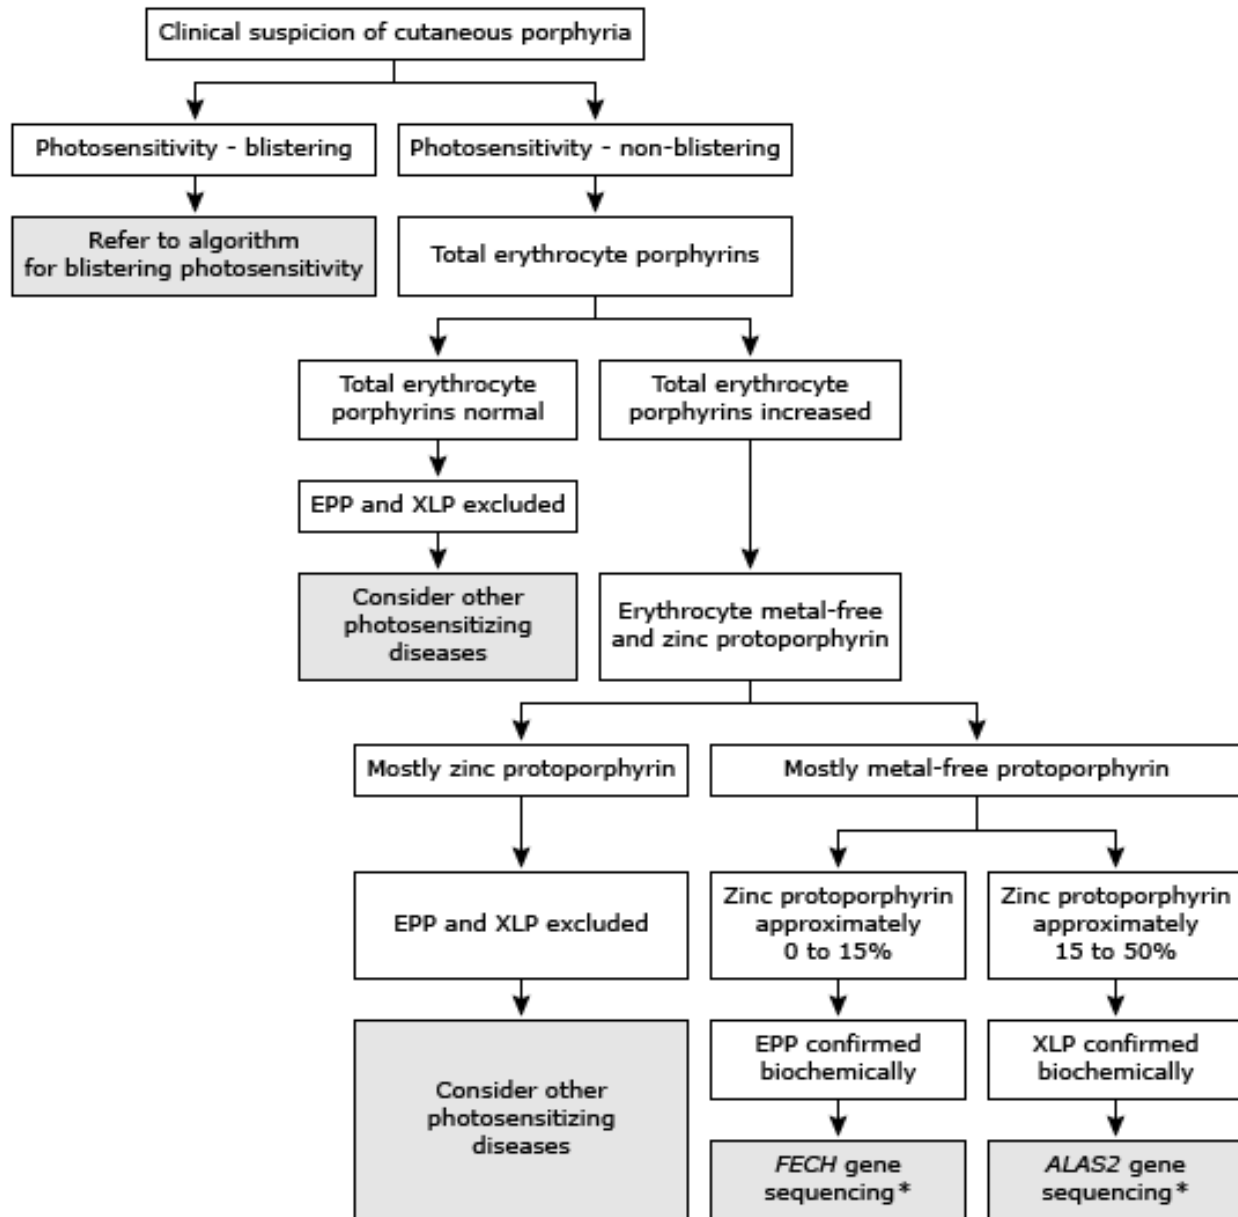 Clinical suspicion of cutaneous porphyria
Photosensitivity - blistering
Photosensitivity - non-blistering
Refer to algorithm
for blistering photosensitivity
Total erythrocyte porphyrins
Total erythrocyte
porphyrins normal
Total erythrocyte
porphyrins increased
EPP and XLP excluded
Consider other
photosensitizing
diseases
Erythrocyte metal-free
and zinc protoporphyrin
Mostly zinc protoporphyrin
Mostly metal-free protoporphyrin
EPP and XLP excluded
Zinc protoporphyrin
approximately
0 to 15%
Zinc protoporphyrin
approximately
15 to 50%
Consider other
photosensitizing
diseases
EPP confirmed
biochemically
XLP confirmed
biochemically
FECH gene
sequencing*
ALAS2 gene
sequencing*